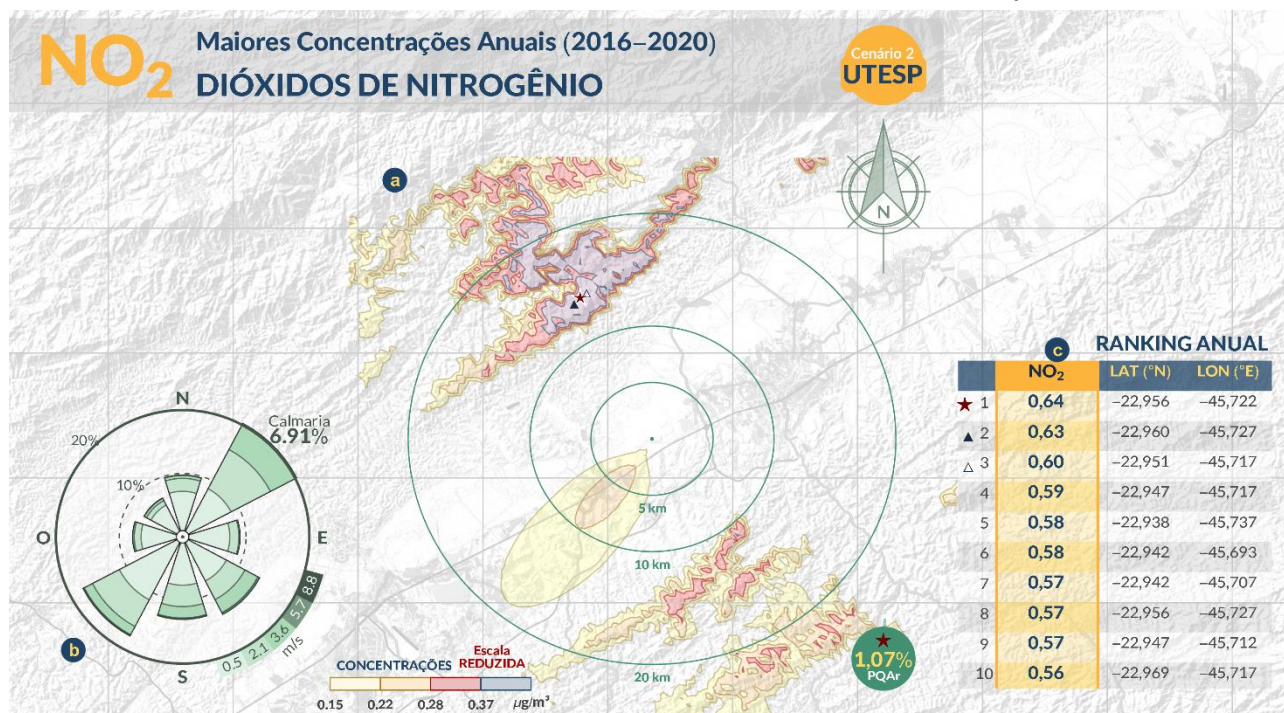 NO₂
Maiores Concentrações Anuais (2016–2020)
DIÓXIDOS DE NITROGÊNIO
Cenário 2
UTESP
a
N
5 km
10 km
20 km
N
E
S
O
20%
10%
Calmaria
6.91%
0.5 2.1 3.6 5.7 8.8
m/s
b
CONCENTRAÇÕES
Escala
REDUZIDA
0.15 0.22 0.28 0.37 µg/m³
1,07%
PQAr
c
RANKING ANUAL
NO₂ LAT (°N) LON (°E)
1 0,64 –22,956 –45,722
2 0,63 –22,960 –45,727
3 0,60 –22,951 –45,717
4 0,59 –22,947 –45,717
5 0,58 –22,938 –45,737
6 0,58 –22,942 –45,693
7 0,57 –22,942 –45,707
8 0,57 –22,956 –45,727
9 0,57 –22,947 –45,712
10 0,56 –22,969 –45,717